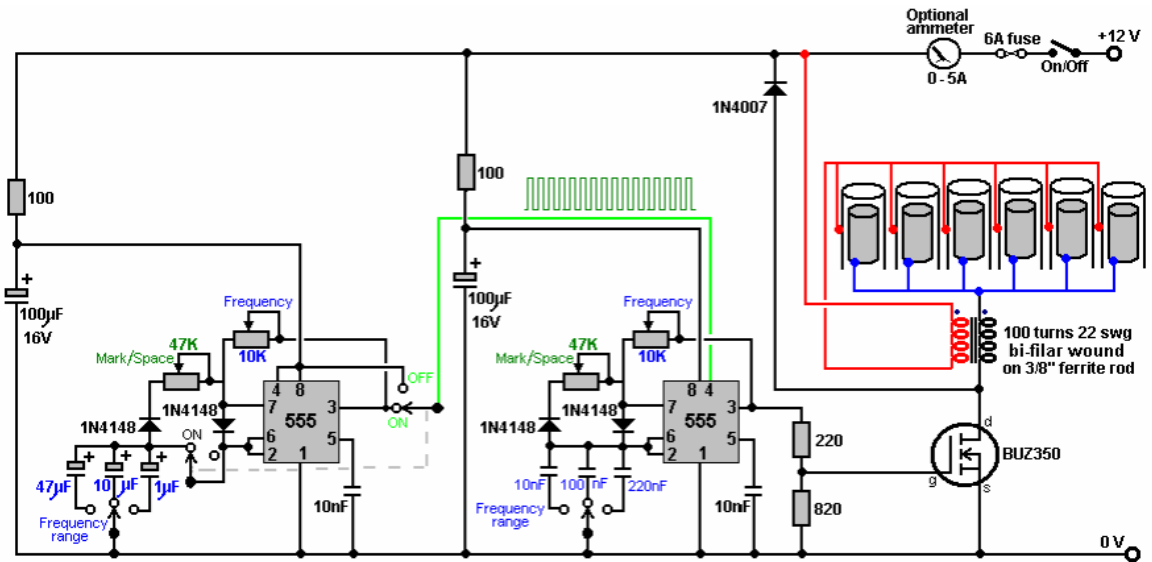 Optional
ammeter
6A fuse
+12 V
0 - 5A
On/Off
1N4007
100
100
100µF
16V
100µF
16V
Frequency
10K
47K
Mark/Space
1N4148
1N4148
4 8
7
555
3
6
2
5
1
OFF
ON
ON
47µF
10 µF
1µF
Frequency
range
10nF
Frequency
10K
47K
Mark/Space
1N4148
1N4148
8 4
7
555
3
6
2
5
1
10nF
100 nF
220nF
Frequency
range
10nF
220
820
100 turns 22 swg
bi-filar wound
on 3/8" ferrite rod
d
g
s
BUZ350
0 V